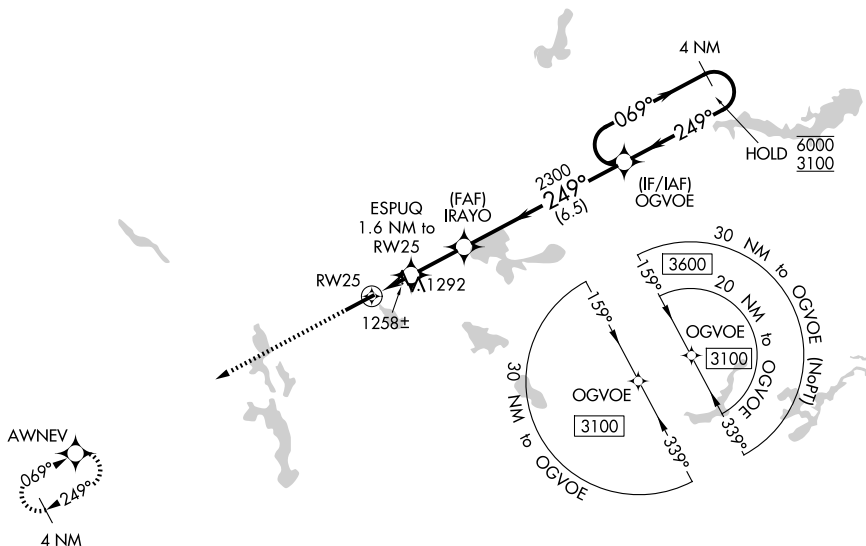 4 NM
069°
249°
HOLD
6000
3100
(IF/IAF)
OGVOE
2300
249°
(6.5)
(FAF)
IRAYO
ESPUQ
1.6 NM to
RW25
RW25
1292
1258±
30 NM to OGVOE (NoPT)
3600
159°
20 NM to OGVOE
OGVOE
3100
339°
159°
OGVOE
3100
339°
30 NM to OGVOE
AWNEV
069°
249°
4 NM